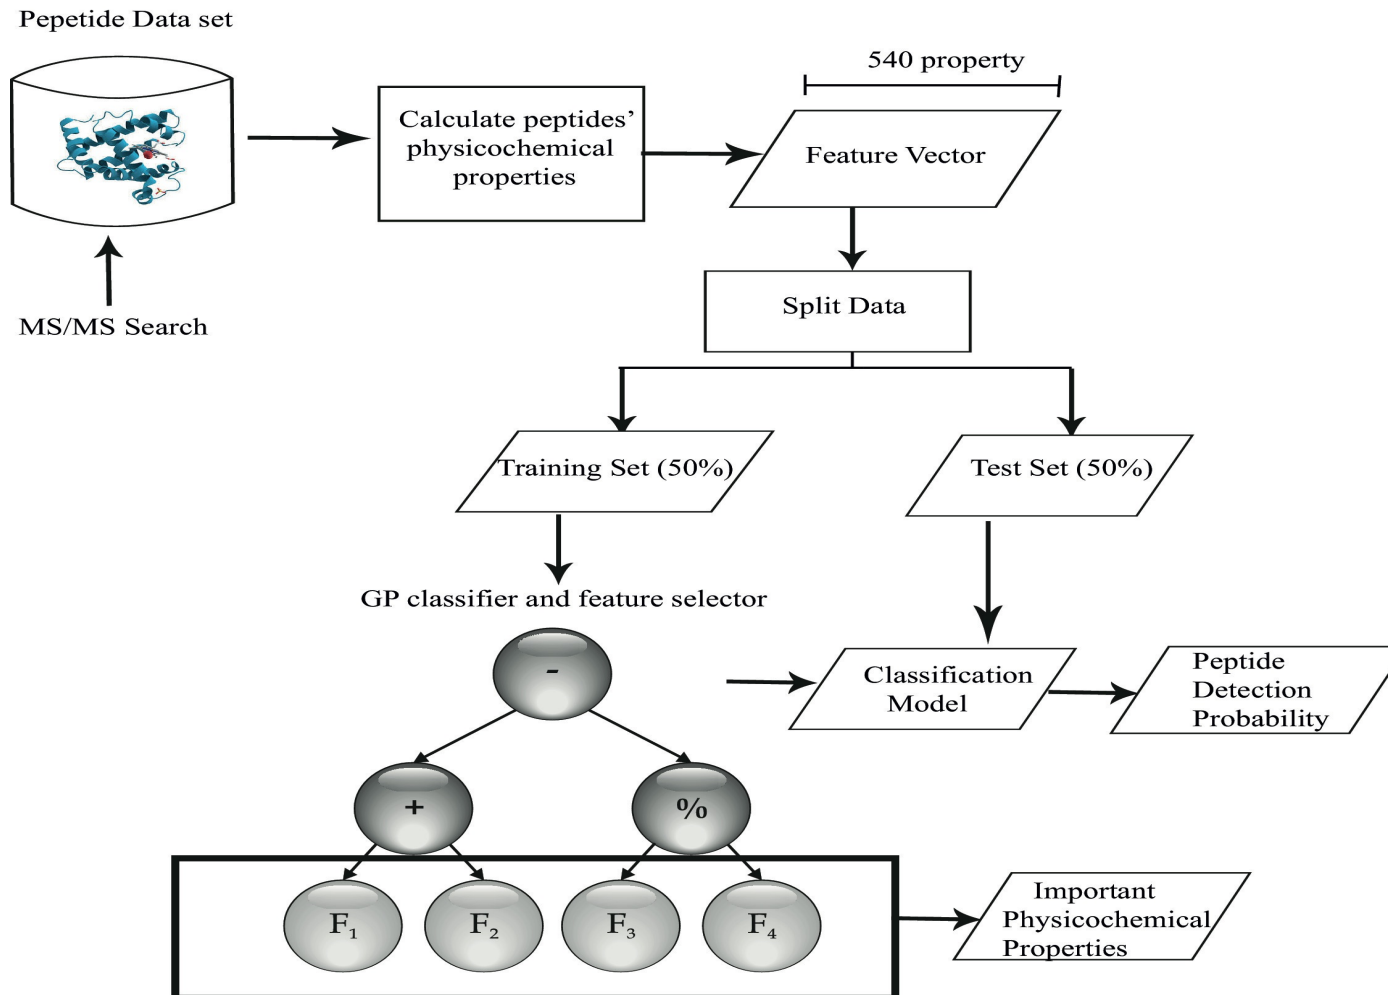 Pepetide Data set
540 property
Calculate peptides’
physicochemical
properties
Feature Vector
MS/MS Search
Split Data
Training Set (50%)
Test Set (50%)
GP classifier and feature selector
-
+
%
F1
F2
F3
F4
Classification
Model
Peptide
Detection
Probability
Important
Physicochemical
Properties